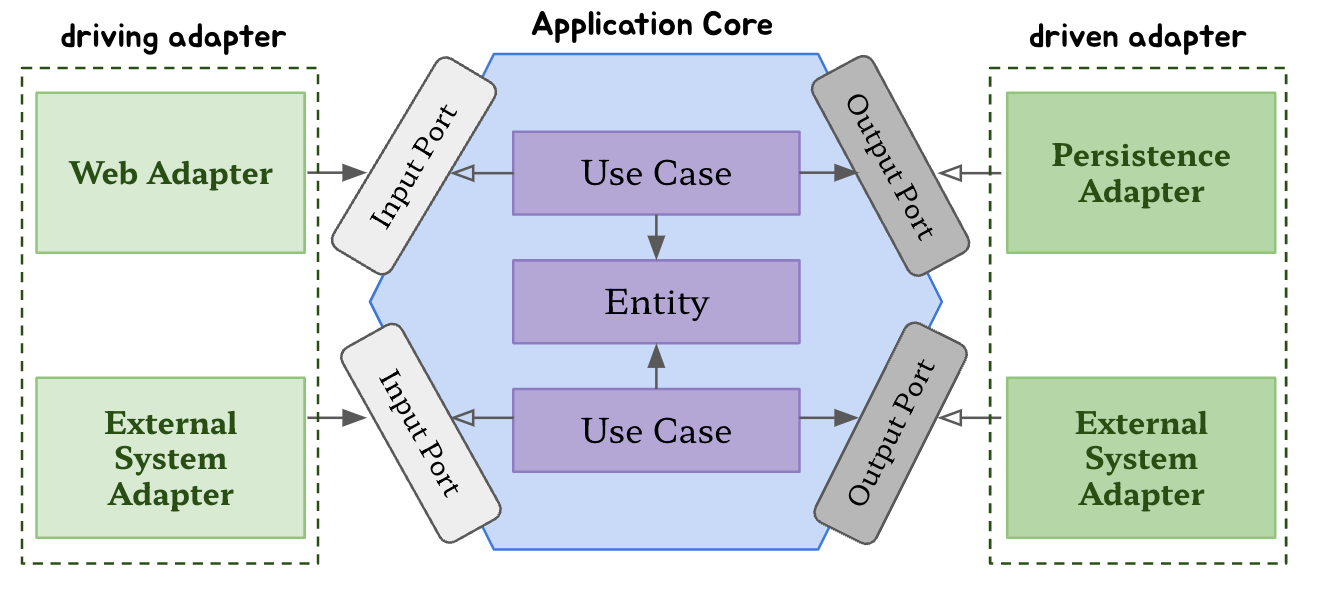 driving adapter
Application Core
driven adapter
Web Adapter
Input Port
Use Case
Output Port
Persistence
Adapter
Entity
External
System
Adapter
Input Port
Use Case
Output Port
External
System
Adapter